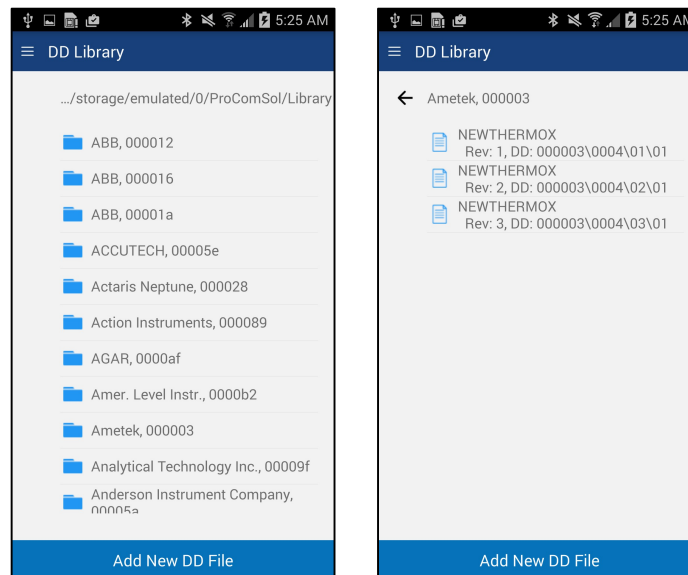 5:25 AM
DD Library
.../storage/emulated/0/ProComSol/Library
ABB, 000012
ABB, 000016
ABB, 00001a
ACCUTECH, 00005e
Actaris Neptune, 000028
Action Instruments, 000089
AGAR, 0000af
Amer. Level Instr., 0000b2
Ametek, 000003
Analytical Technology Inc., 00009f
Anderson Instrument Company,
00005a
Add New DD File
5:25 AM
DD Library
Ametek, 000003
NEWTHERMOX
Rev: 1, DD: 000003\0004\01\01
NEWTHERMOX
Rev: 2, DD: 000003\0004\02\01
NEWTHERMOX
Rev: 3, DD: 000003\0004\03\01
Add New DD File